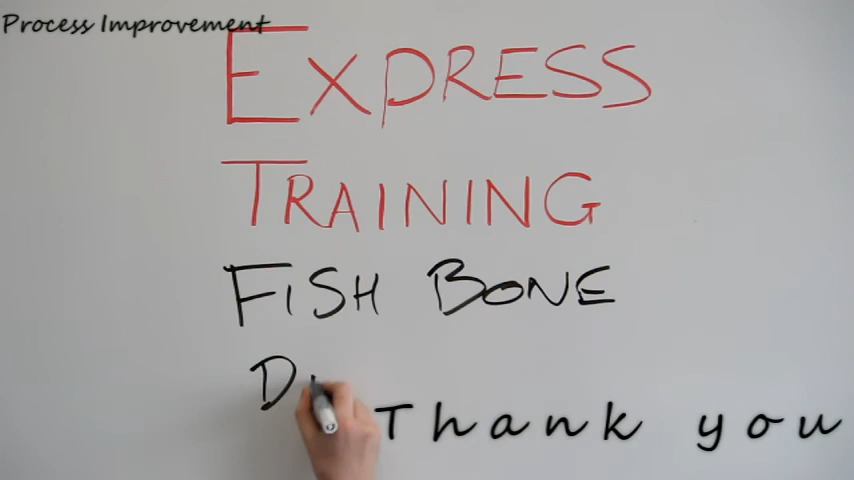 Process Improvement
EXPRESS
TRAINING
FISH BONE
D
Thank you